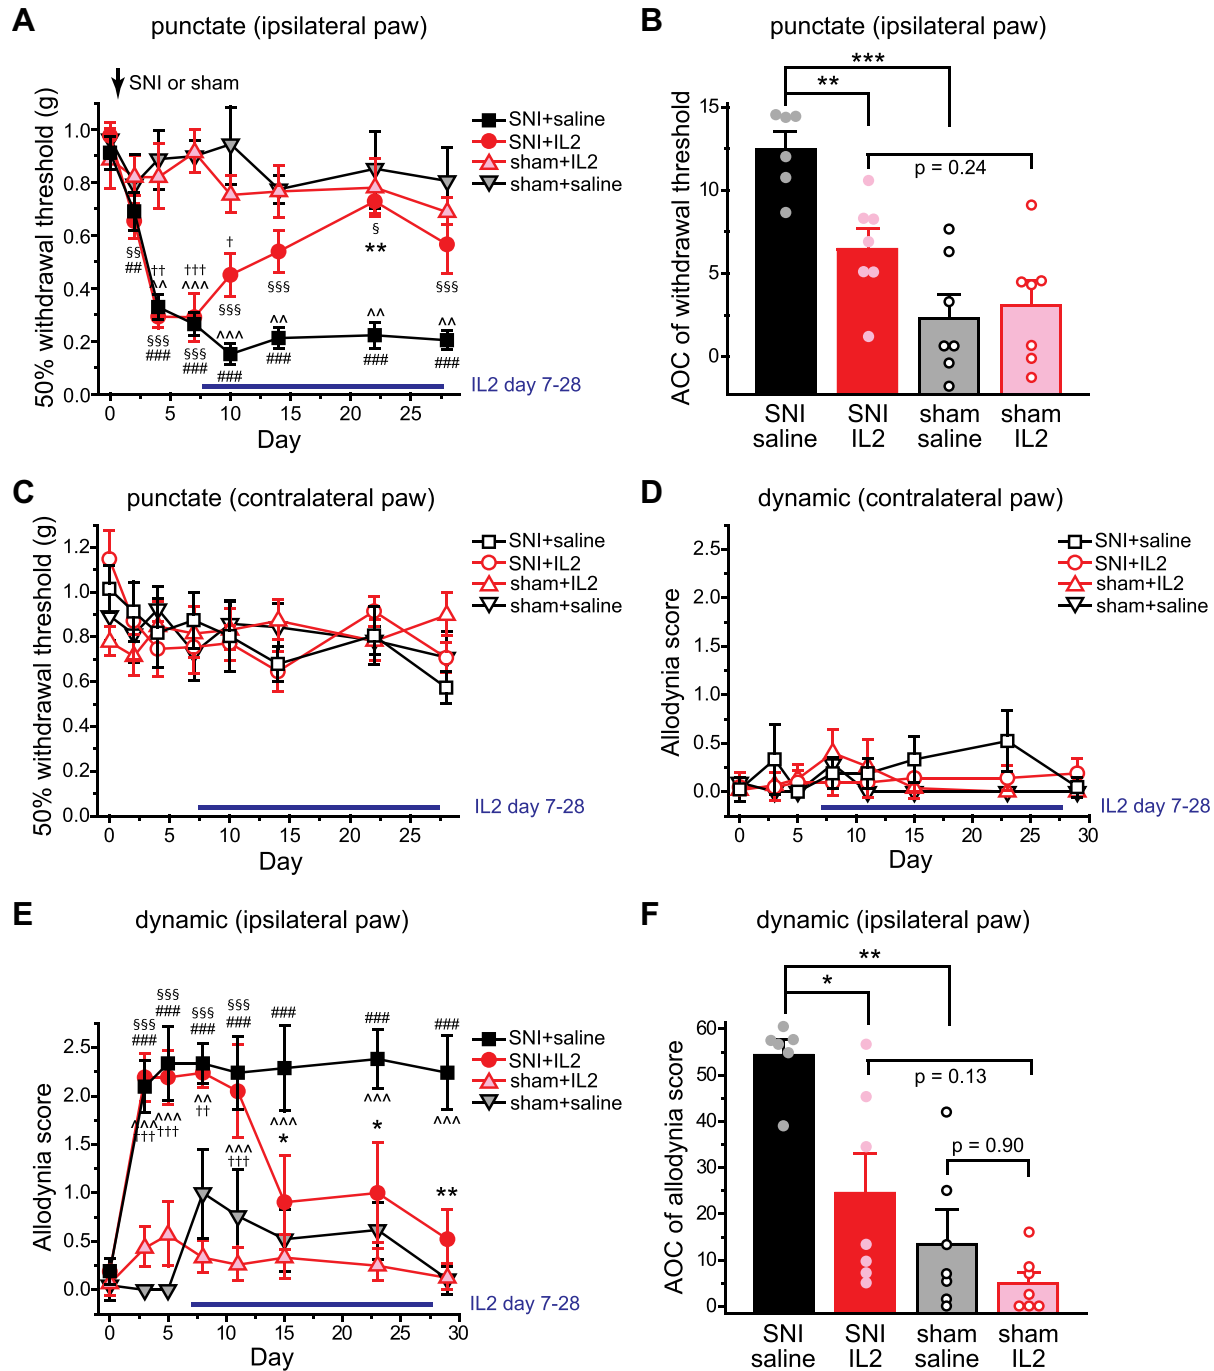 A
punctate (ipsilateral paw)
SNI or sham
50% withdrawal threshold (g)
1.0
0.8
0.6
0.4
0.2
0.0
0 5 10 15 20 25
Day
SNI+saline
SNI+IL2
sham+IL2
sham+saline
§§
##
††
^^
§§§
###
†††
^^^
§§§
###
†
§§§
^^^
###
§§§
^^
###
§
**
^^
###
§§§
^^
###
IL2 day 7-28
B
punctate (ipsilateral paw)
***
**
p = 0.24
AOC of withdrawal threshold
15
10
5
0
SNI SNI sham sham
saline IL2 saline IL2
C
punctate (contralateral paw)
50% withdrawal threshold (g)
1.2
1.0
0.8
0.6
0.4
0.2
0.0
0 5 10 15 20 25
Day
SNI+saline
SNI+IL2
sham+IL2
sham+saline
IL2 day 7-28
D
dynamic (contralateral paw)
Allodynia score
2.5
2.0
1.5
1.0
0.5
0.0
0 5 10 15 20 25 30
Day
SNI+saline
SNI+IL2
sham+IL2
sham+saline
IL2 day 7-28
E
dynamic (ipsilateral paw)
Allodynia score
2.5
2.0
1.5
1.0
0.5
0.0
0 5 10 15 20 25 30
Day
SNI+saline
SNI+IL2
sham+IL2
sham+saline
§§§
###
^^^
†††
§§§
###
^^^
†††
§§§
###
^^
††
§§§
###
^^^
†††
###
^^^
*
###
^^^
*
###
^^^
**
IL2 day 7-28
F
dynamic (ipsilateral paw)
**
*
p = 0.13
p = 0.90
AOC of allodynia score
60
50
40
30
20
10
0
SNI SNI sham sham
saline IL2 saline IL2